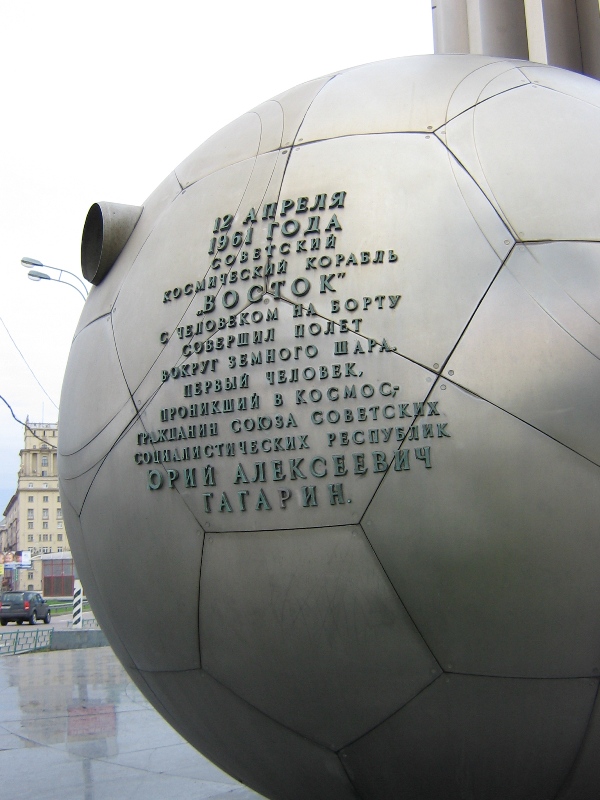 12 АПРЕЛЯ
1961 ГОДА
СОВЕТСКИЙ
КОСМИЧЕСКИЙ КОРАБЛЬ
„ВОСТОК"
С ЧЕЛОВЕКОМ НА БОРТУ
СОВЕРШИЛ ПОЛЕТ
ВОКРУГ ЗЕМНОГО ШАРА.
ПЕРВЫЙ ЧЕЛОВЕК,
ПРОНИКШИЙ В КОСМОС,-
ГРАЖДАНИН СОЮЗА СОВЕТСКИХ
СОЦИАЛИСТИЧЕСКИХ РЕСПУБЛИК
ЮРИЙ АЛЕКСЕЕВИЧ
ГАГАРИН.